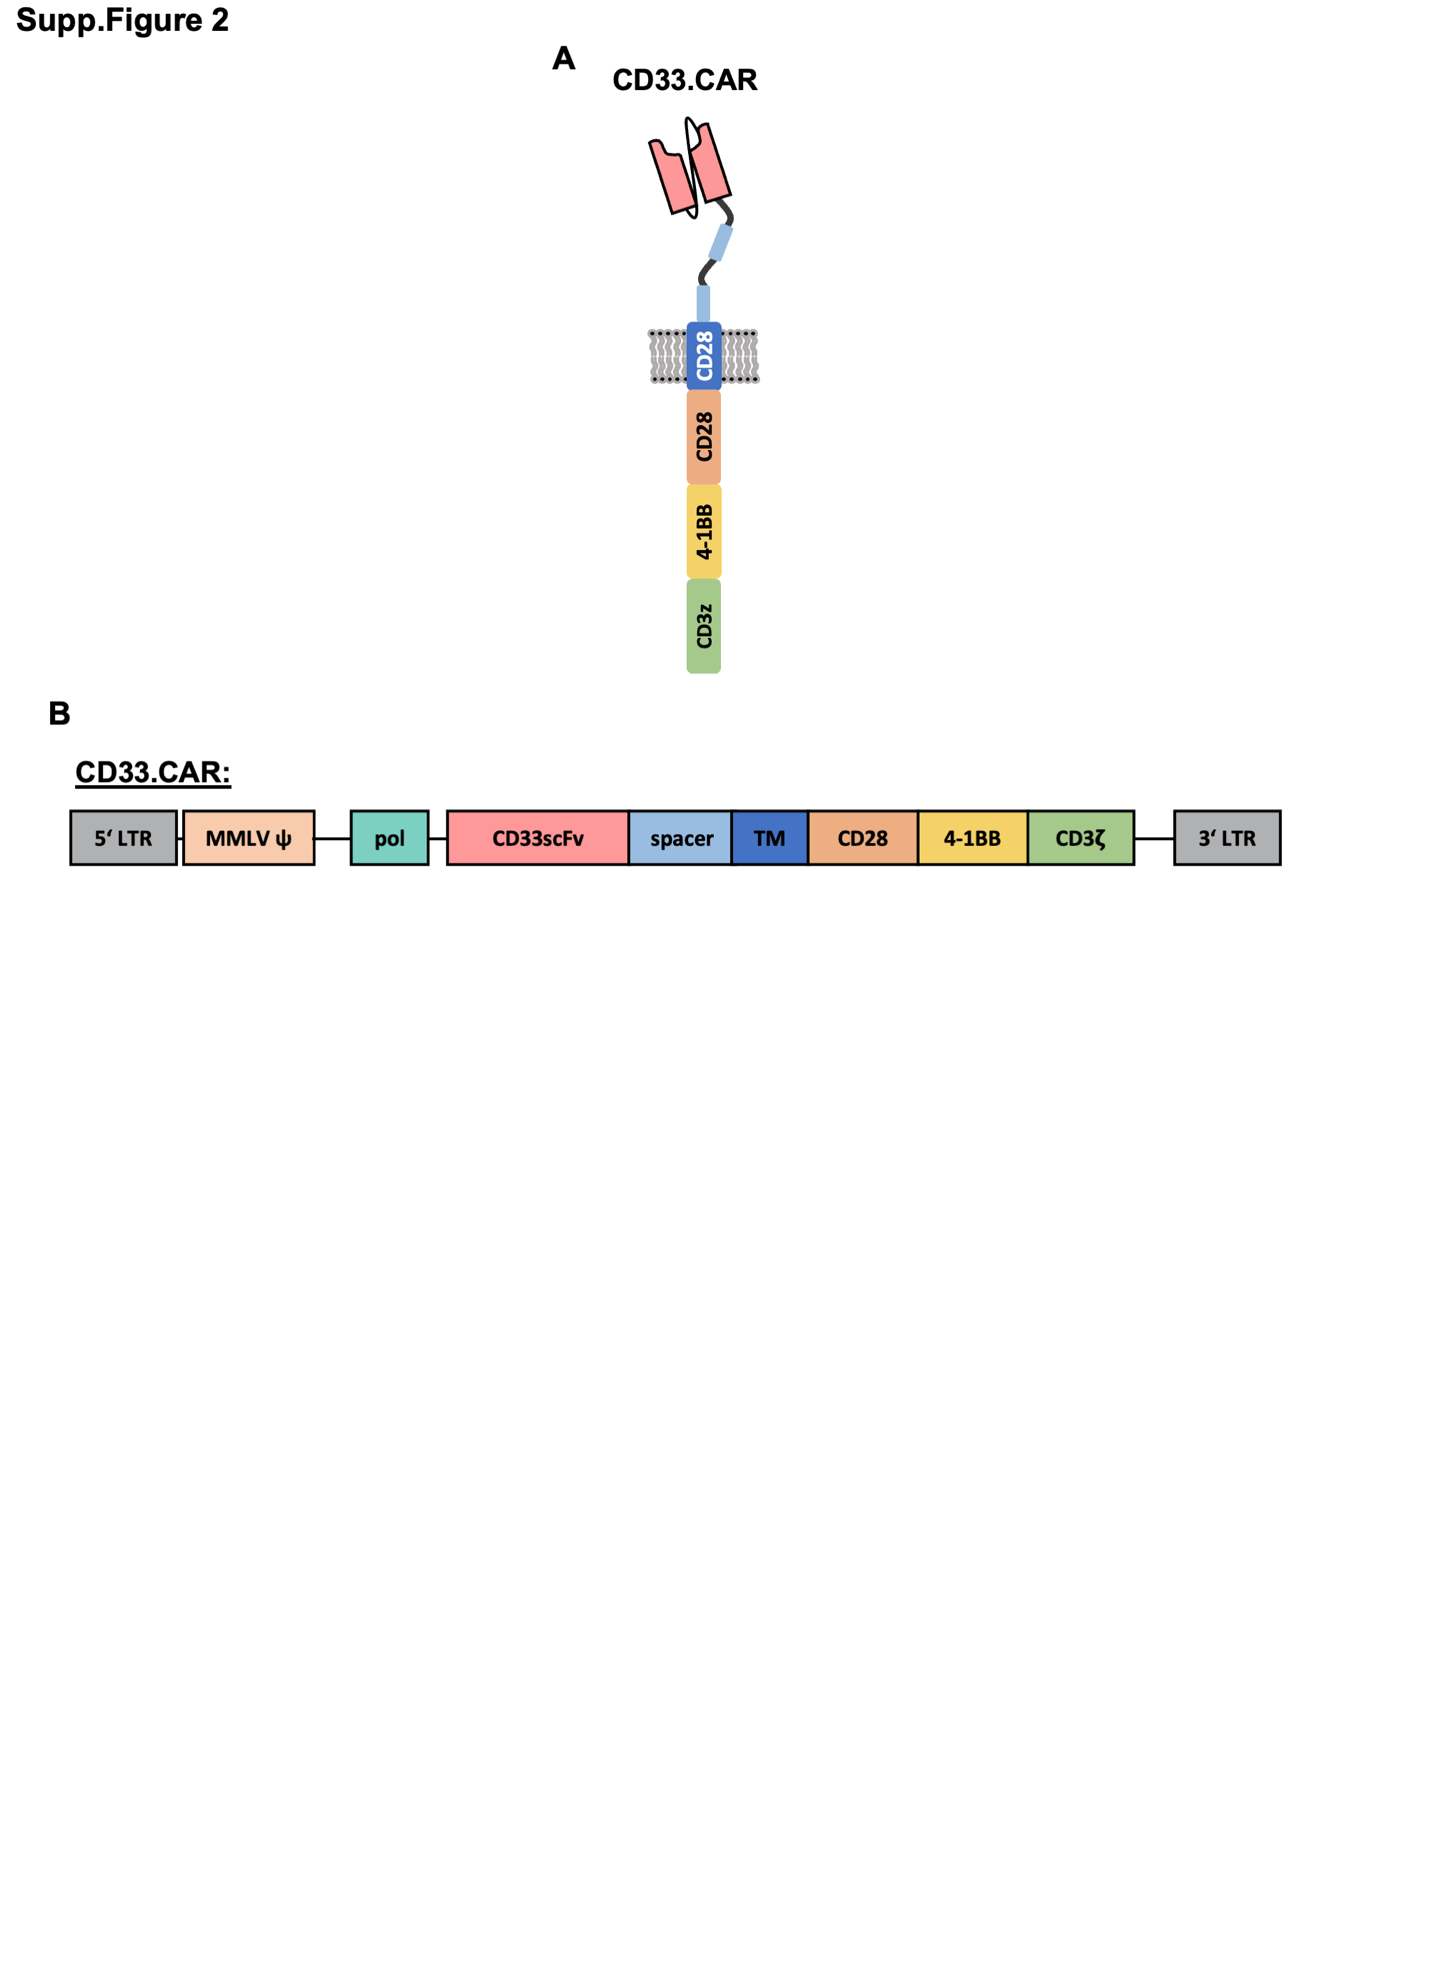 Supp.Figure 2
A
CD33.CAR
CD28
CD28
4-1BB
CD3z
B
CD33.CAR:
5‘ LTR MMLV ψ pol CD33scFv spacer TM CD28 4-1BB CD3ζ 3‘ LTR